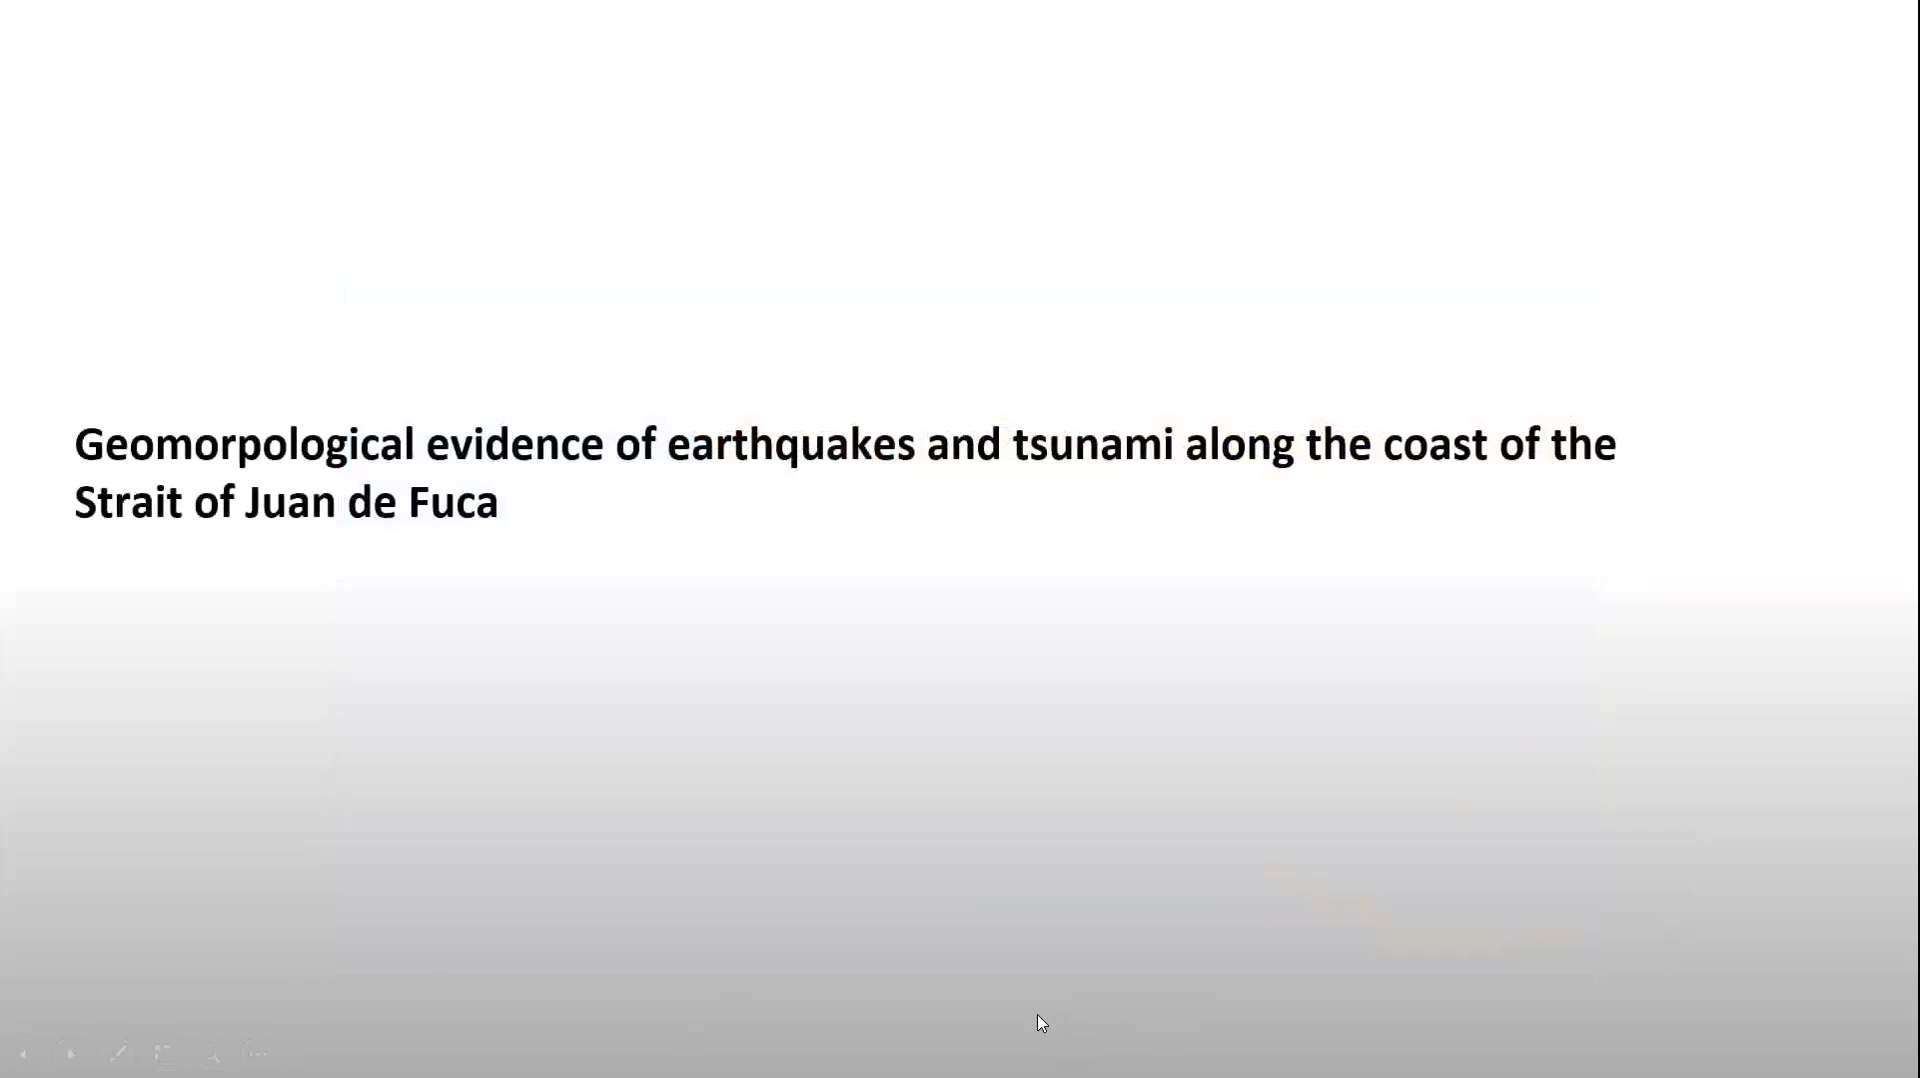 Geomorpological evidence of earthquakes and tsunami along the coast of the
Strait of Juan de Fuca